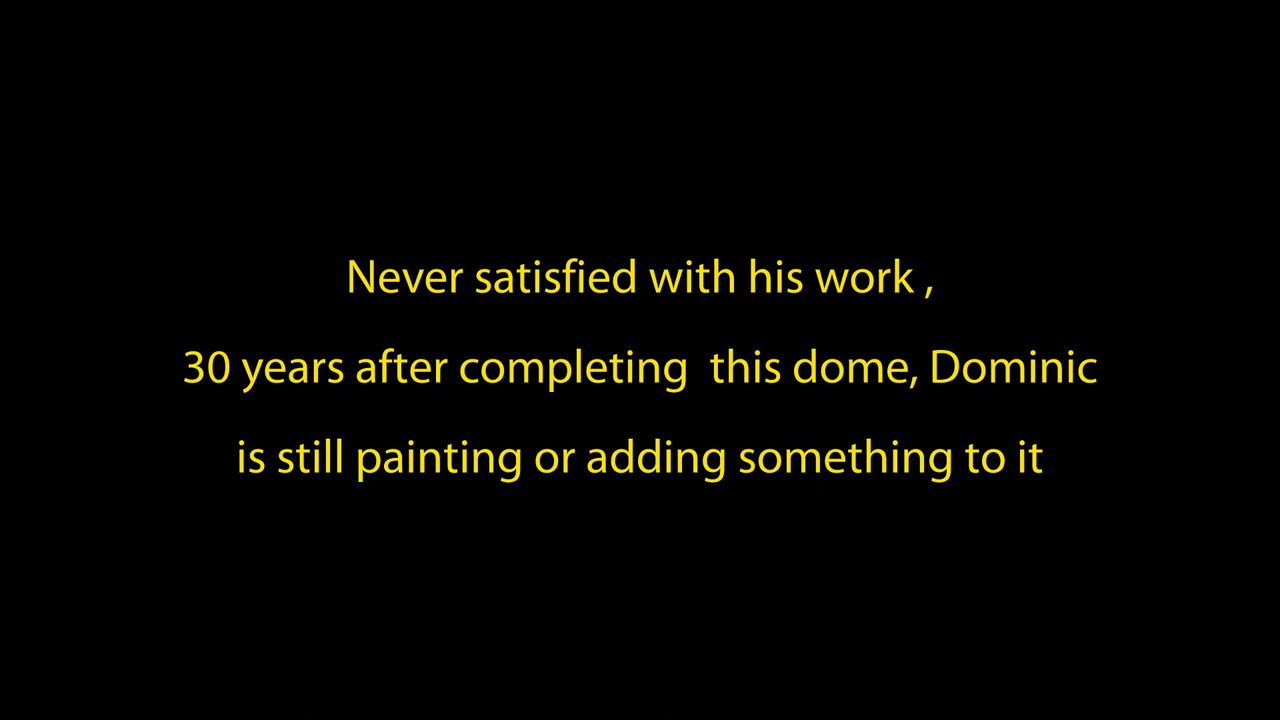 Never satisfied with his work ,
30 years after completing  this dome, Dominic
is still painting or adding something to it